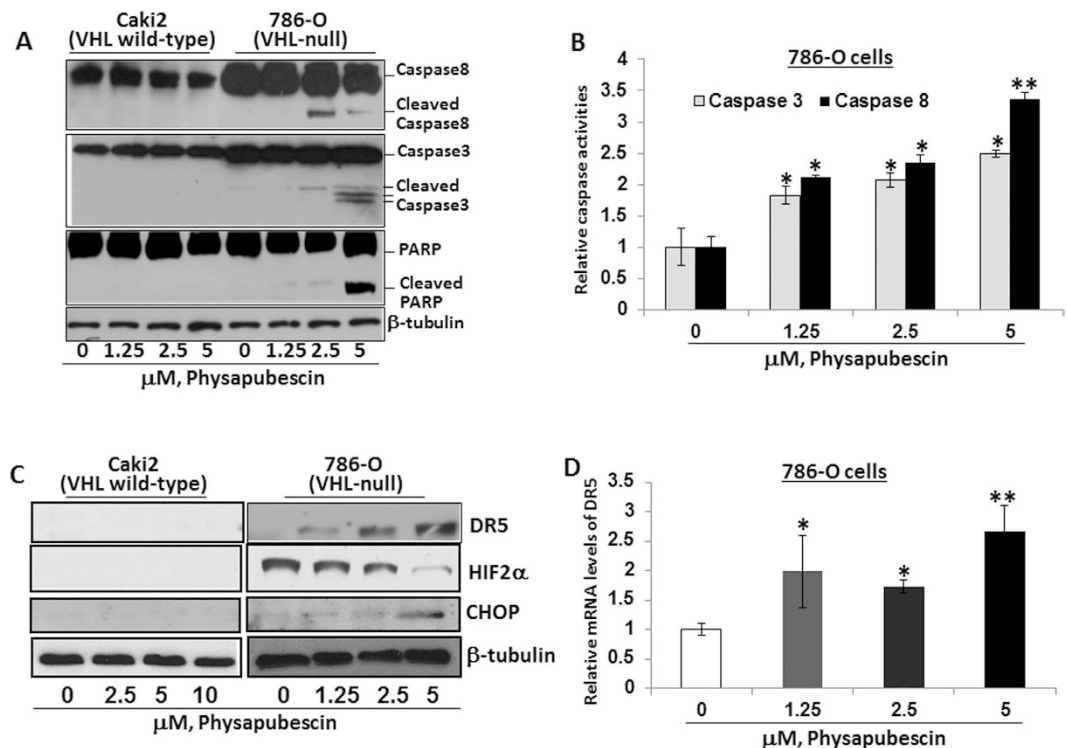 A
Caki2
(VHL wild-type)
786-O
(VHL-null)
Caspase8
Cleaved
Caspase8
Caspase3
Cleaved
Caspase3
PARP
Cleaved
PARP
β-tubulin
0 1.25 2.5 5 0 1.25 2.5 5
μM, Physapubescin
B
786-O cells
Caspase 3 Caspase 8
Relative caspase activities
4
3.5
3
2.5
2
1.5
1
0.5
0
* * * * * **
0 1.25 2.5 5
μM, Physapubescin
C
Caki2
(VHL wild-type)
786-O
(VHL-null)
DR5
HIF2α
CHOP
β-tubulin
0 2.5 5 10 0 1.25 2.5 5
μM, Physapubescin
D
786-O cells
Relative mRNA levels of DR5
3.5
3
2.5
2
1.5
1
0.5
0
* * **
0 1.25 2.5 5
μM, Physapubescin